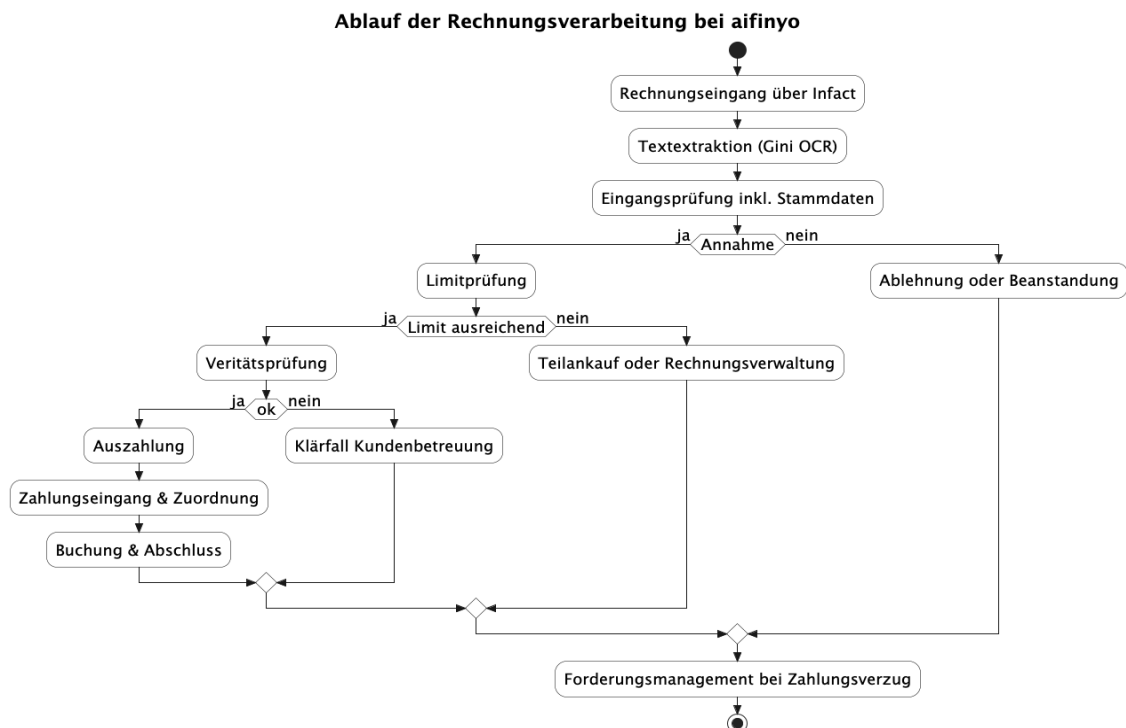 Ablauf der Rechnungsverarbeitung bei aifinyo
Rechnungseingang über Infact
Textextraktion (Gini OCR)
Eingangsprüfung inkl. Stammdaten
ja
Annahme
nein
Limitprüfung
Ablehnung oder Beanstandung
ja
Limit ausreichend
nein
Veritätsprüfung
Teilankauf oder Rechnungsverwaltung
ja
ok
nein
Auszahlung
Klärfall Kundenbetreuung
Zahlungseingang & Zuordnung
Buchung & Abschluss
Forderungsmanagement bei Zahlungsverzug